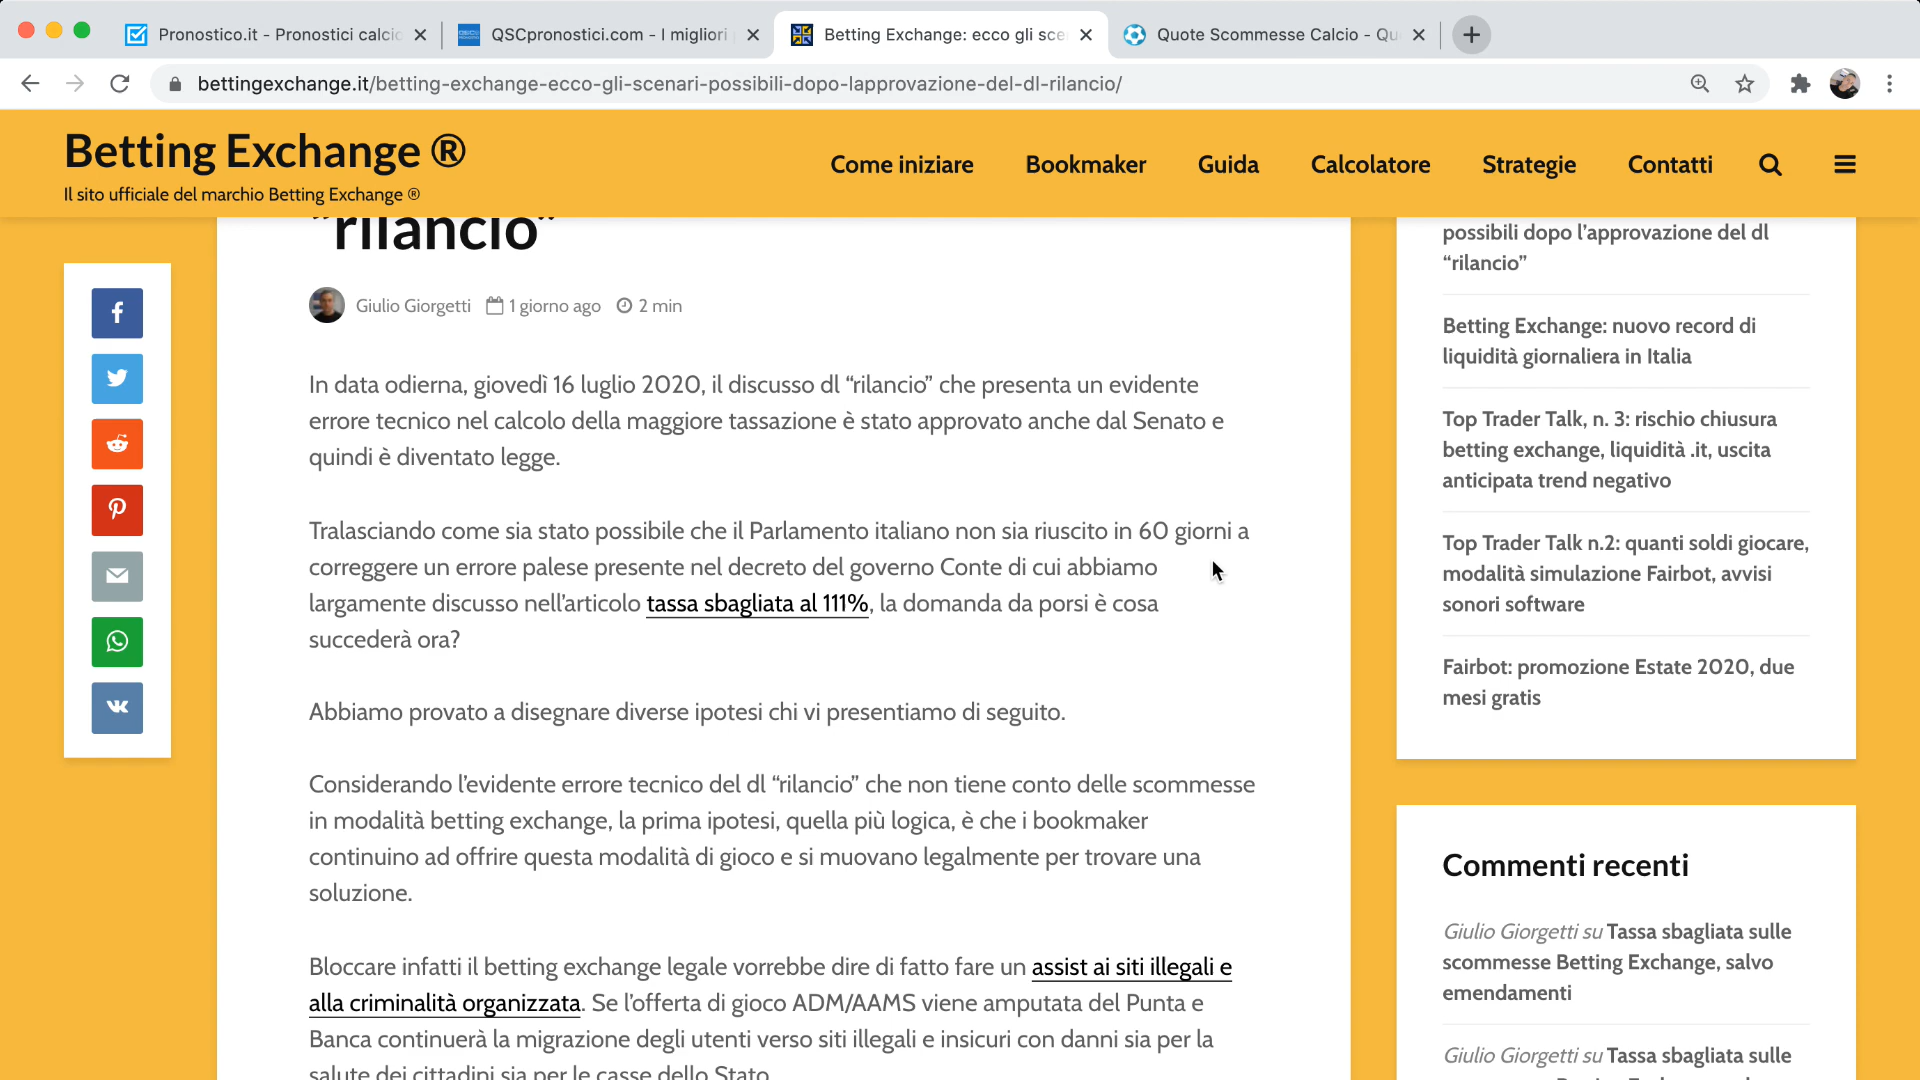 Pronostico.it - Pronostici calcio
QSCpronostici.com - I migliori
Betting Exchange: ecco gli sce
Quote Scommesse Calcio - Qu
bettingexchange.it/betting-exchange-ecco-gli-scenari-possibili-dopo-lapprovazione-del-dl-rilancio/
Betting Exchange ®
Il sito ufficiale del marchio Betting Exchange ®
Come iniziare
Bookmaker
Guida
Calcolatore
Strategie
Contatti
“rilancio”
Giulio Giorgetti
1 giorno ago
2 min
In data odierna, giovedì 16 luglio 2020, il discusso dl “rilancio” che presenta un evidente
errore tecnico nel calcolo della maggiore tassazione è stato approvato anche dal Senato e
quindi è diventato legge.
Tralasciando come sia stato possibile che il Parlamento italiano non sia riuscito in 60 giorni a
correggere un errore palese presente nel decreto del governo Conte di cui abbiamo
largamente discusso nell’articolo tassa sbagliata al 111%, la domanda da porsi è cosa
succederà ora?
Abbiamo provato a disegnare diverse ipotesi chi vi presentiamo di seguito.
Considerando l’evidente errore tecnico del dl “rilancio” che non tiene conto delle scommesse
in modalità betting exchange, la prima ipotesi, quella più logica, è che i bookmaker
continuino ad offrire questa modalità di gioco e si muovano legalmente per trovare una
soluzione.
Bloccare infatti il betting exchange legale vorrebbe dire di fatto fare un assist ai siti illegali e
alla criminalità organizzata. Se l’offerta di gioco ADM/AAMS viene amputata del Punta e
Banca continuerà la migrazione degli utenti verso siti illegali e insicuri con danni sia per la
salute dei cittadini sia per le casse dello Stato.
possibili dopo l’approvazione del dl
“rilancio”
Betting Exchange: nuovo record di
liquidità giornaliera in Italia
Top Trader Talk, n. 3: rischio chiusura
betting exchange, liquidità .it, uscita
anticipata trend negativo
Top Trader Talk n.2: quanti soldi giocare,
modalità simulazione Fairbot, avvisi
sonori software
Fairbot: promozione Estate 2020, due
mesi gratis
Commenti recenti
Giulio Giorgetti su Tassa sbagliata sulle
scommesse Betting Exchange, salvo
emendamenti
Giulio Giorgetti su Tassa sbagliata sulle